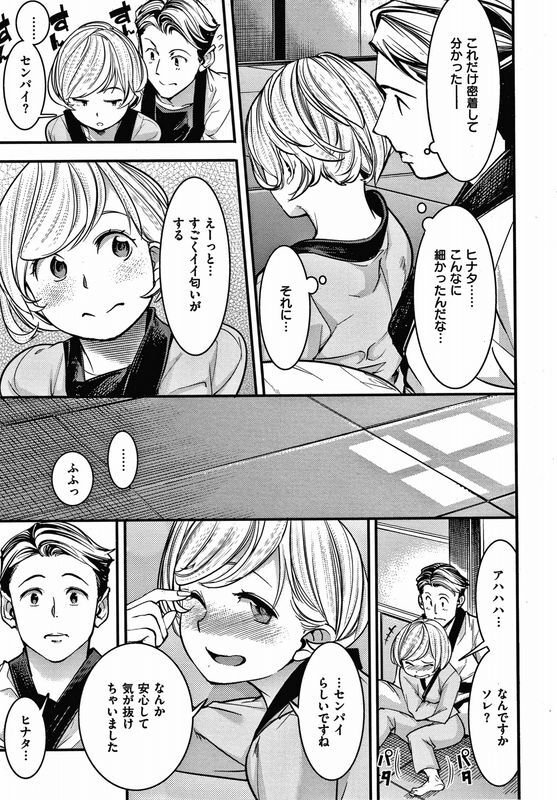 これだけ密着して
分かった――
ヒナタ……
こんなに
細かったんだな…
それに…
すん
すん
すん
……
センパイ？
えーっと…
すごくイイ匂いが
する
……
ふふっ
アハハハ…
なんですか
ソレ？
パタ
パタ
…センパイ
らしいですね
なんか
安心して
気が抜け
ちゃいました
ヒナタ…